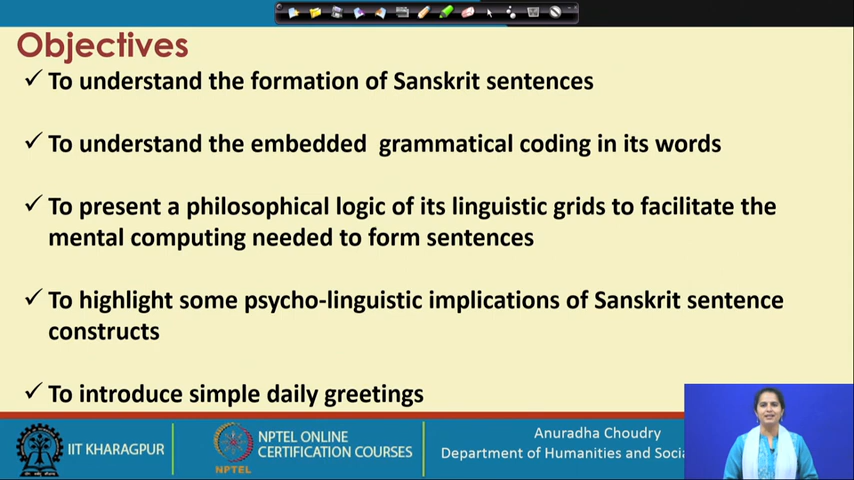 Objectives
✓ To understand the formation of Sanskrit sentences
✓ To understand the embedded grammatical coding in its words
✓ To present a philosophical logic of its linguistic grids to facilitate the
mental computing needed to form sentences
✓ To highlight some psycho-linguistic implications of Sanskrit sentence
constructs
✓ To introduce simple daily greetings
IIT KHARAGPUR
NPTEL
NPTEL ONLINE
CERTIFICATION COURSES
Anuradha Choudry
Department of Humanities and